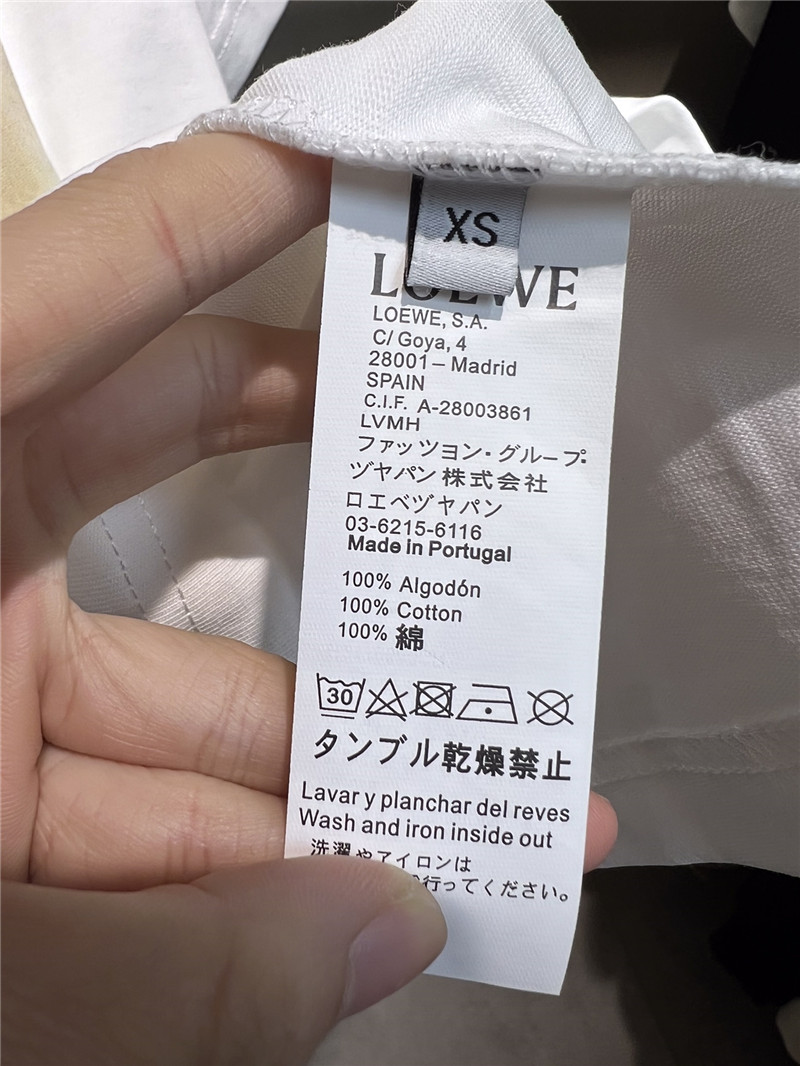 XS
LOEWE
LOEWE, S.A.
C/ Goya, 4
28001 – Madrid
SPAIN
C.I.F. A-28003861
LVMH
ファッツョン・グループ:
ヅヤパン株式会社
ロエベヅヤパン
03-6215-6116
Made in Portugal
100% Algodón
100% Cotton
100% 綿
30
タンブル乾燥禁止
Lavar y planchar del reves
Wash and iron inside out
洗濯やアイロンは
行ってください。